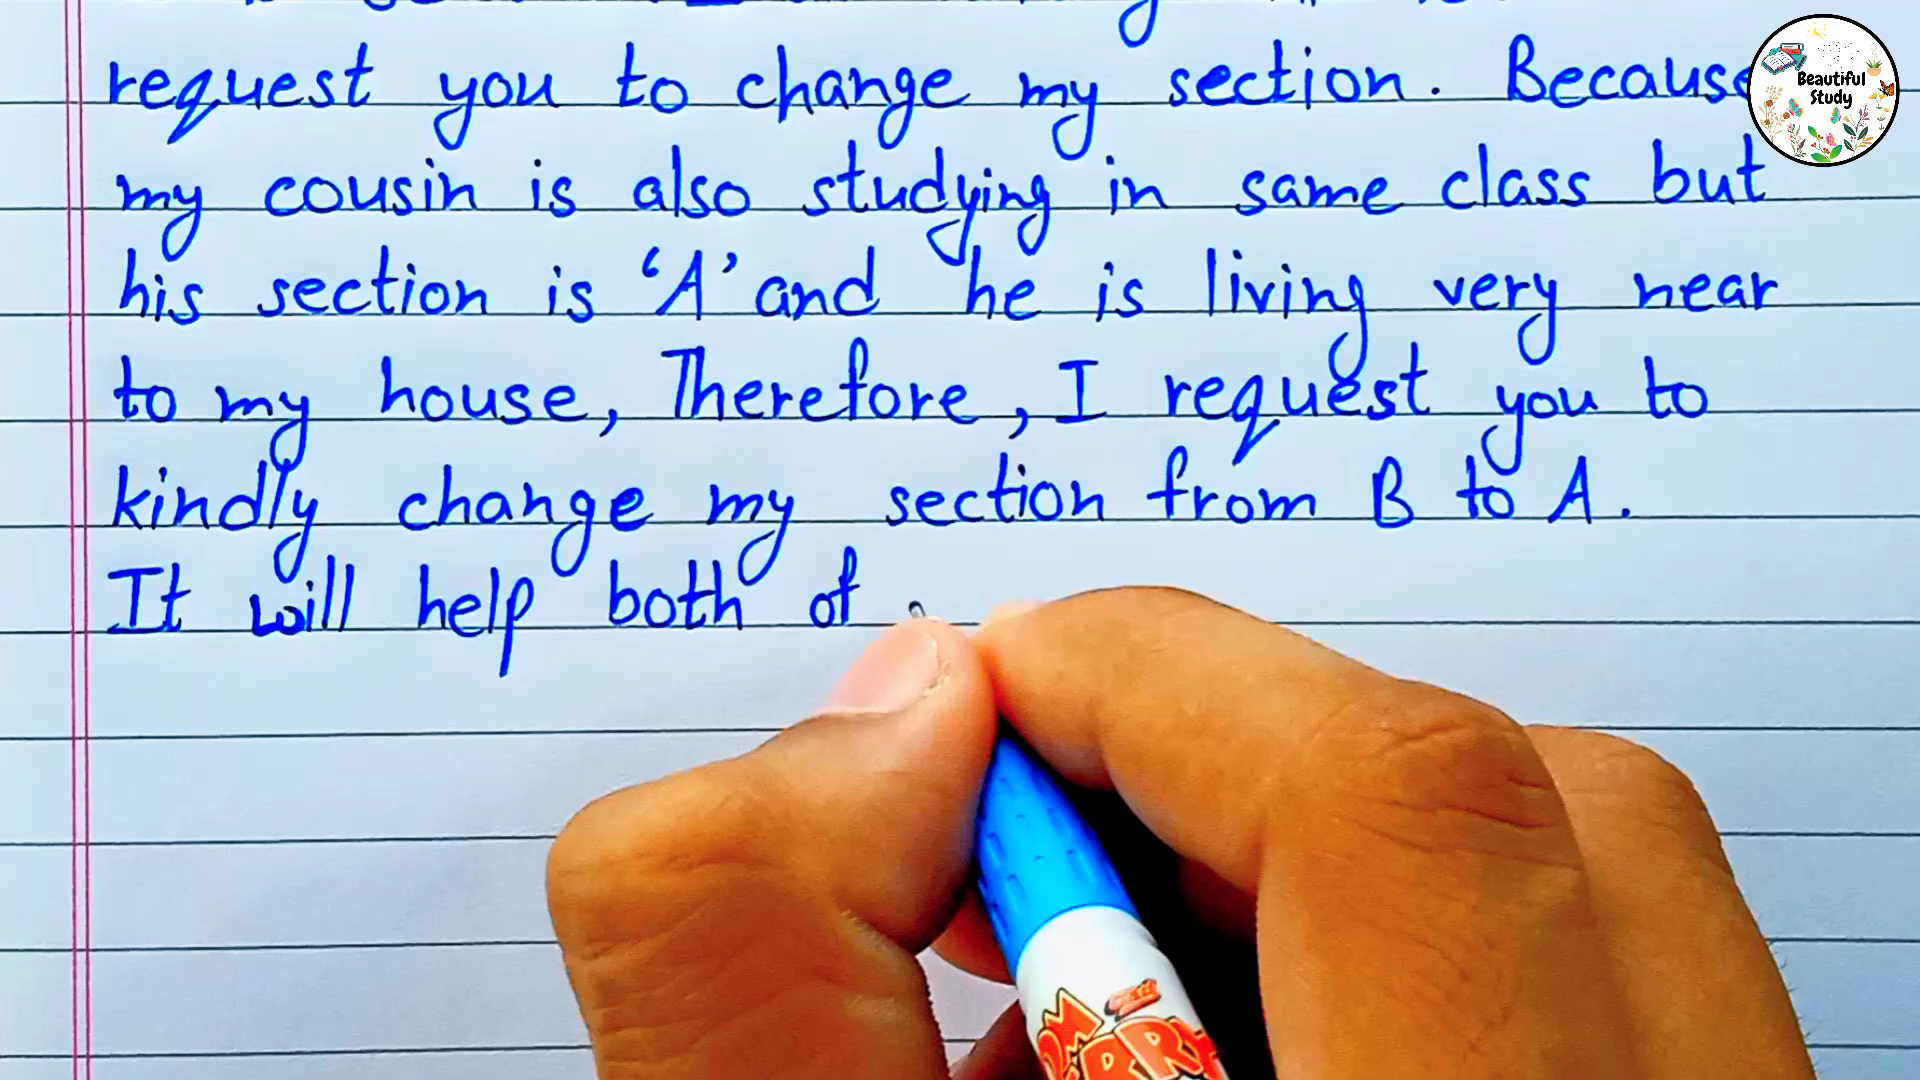 request you to change my section. Because
my cousin is also studying in same class but
his section is 'A' and he is living very near
to my house, Therefore, I request you to
kindly change my section from B to A.
It will help both of
Beautiful
Study